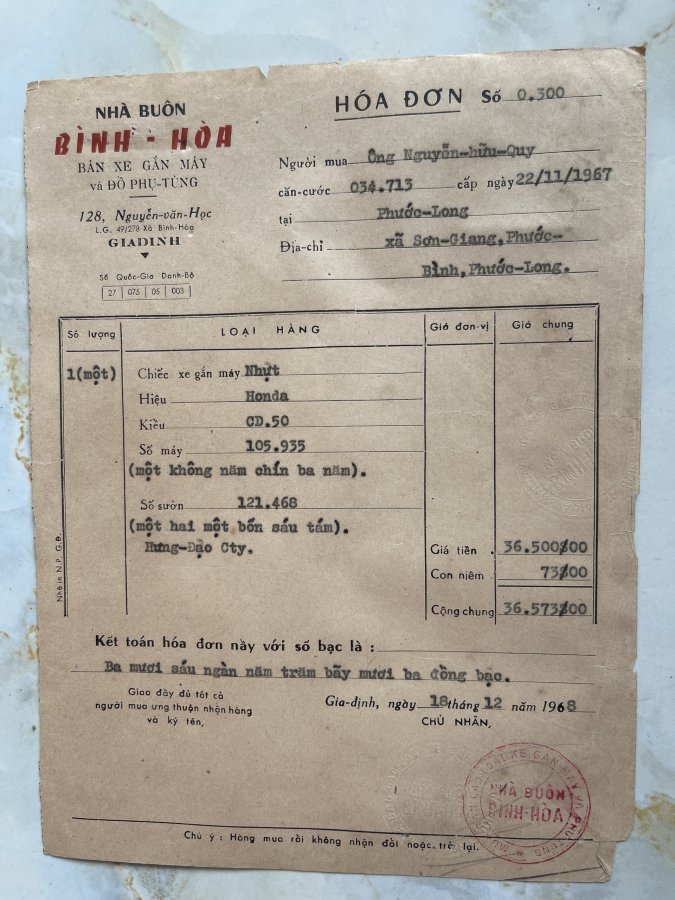 NHÀ BUÔN
BÌNH - HÒA
BÁN XE GẮN MÁY
và ĐỒ PHỤ-TÙNG
128, Nguyễn-văn-Học
L.G. 49/278 Xã Bình-Hòa
GIADINH
Số Quốc-Gia Danh-Bộ
27 | 075 | 05 | 003
HÓA ĐƠN Số 0.300
Người mua Ông Nguyễn-hữu-Quy
căn-cước 034.713 cấp ngày 22/11/1967
tại Phước-Long
Địa-chỉ xã Sơn-Giang, Phước-
Bình, Phước-Long.
Số lượng LOẠI HÀNG Giá đơn-vị Giá chung
1(một) Chiếc xe gắn máy Nhựt
Hiệu Honda
Kiểu CD.50
Số máy 105.935
(một không năm chín ba năm).
Số sườn 121.468
(một hai một bốn sáu tám).
Hưng-Đạo Cty.
Giá tiền . 36.500$00
Con niêm . 73$00
Cộng chung 36.573$00
Nhà in N.P. G.Đ.
Kết toán hóa đơn nầy với số bạc là :
Ba mươi sáu ngàn năm trăm bãy mươi ba đồng bạc.
Giao đầy đủ tất cả
người mua ưng thuận nhận hàng
và ký tên,
Gia-định, ngày 18 tháng 12 năm 1968
CHỦ NHÂN,
NHÀ BUÔN
BÌNH-HÒA
Chú ý : Hàng mua rồi không nhận đổi hoặc trở lại.